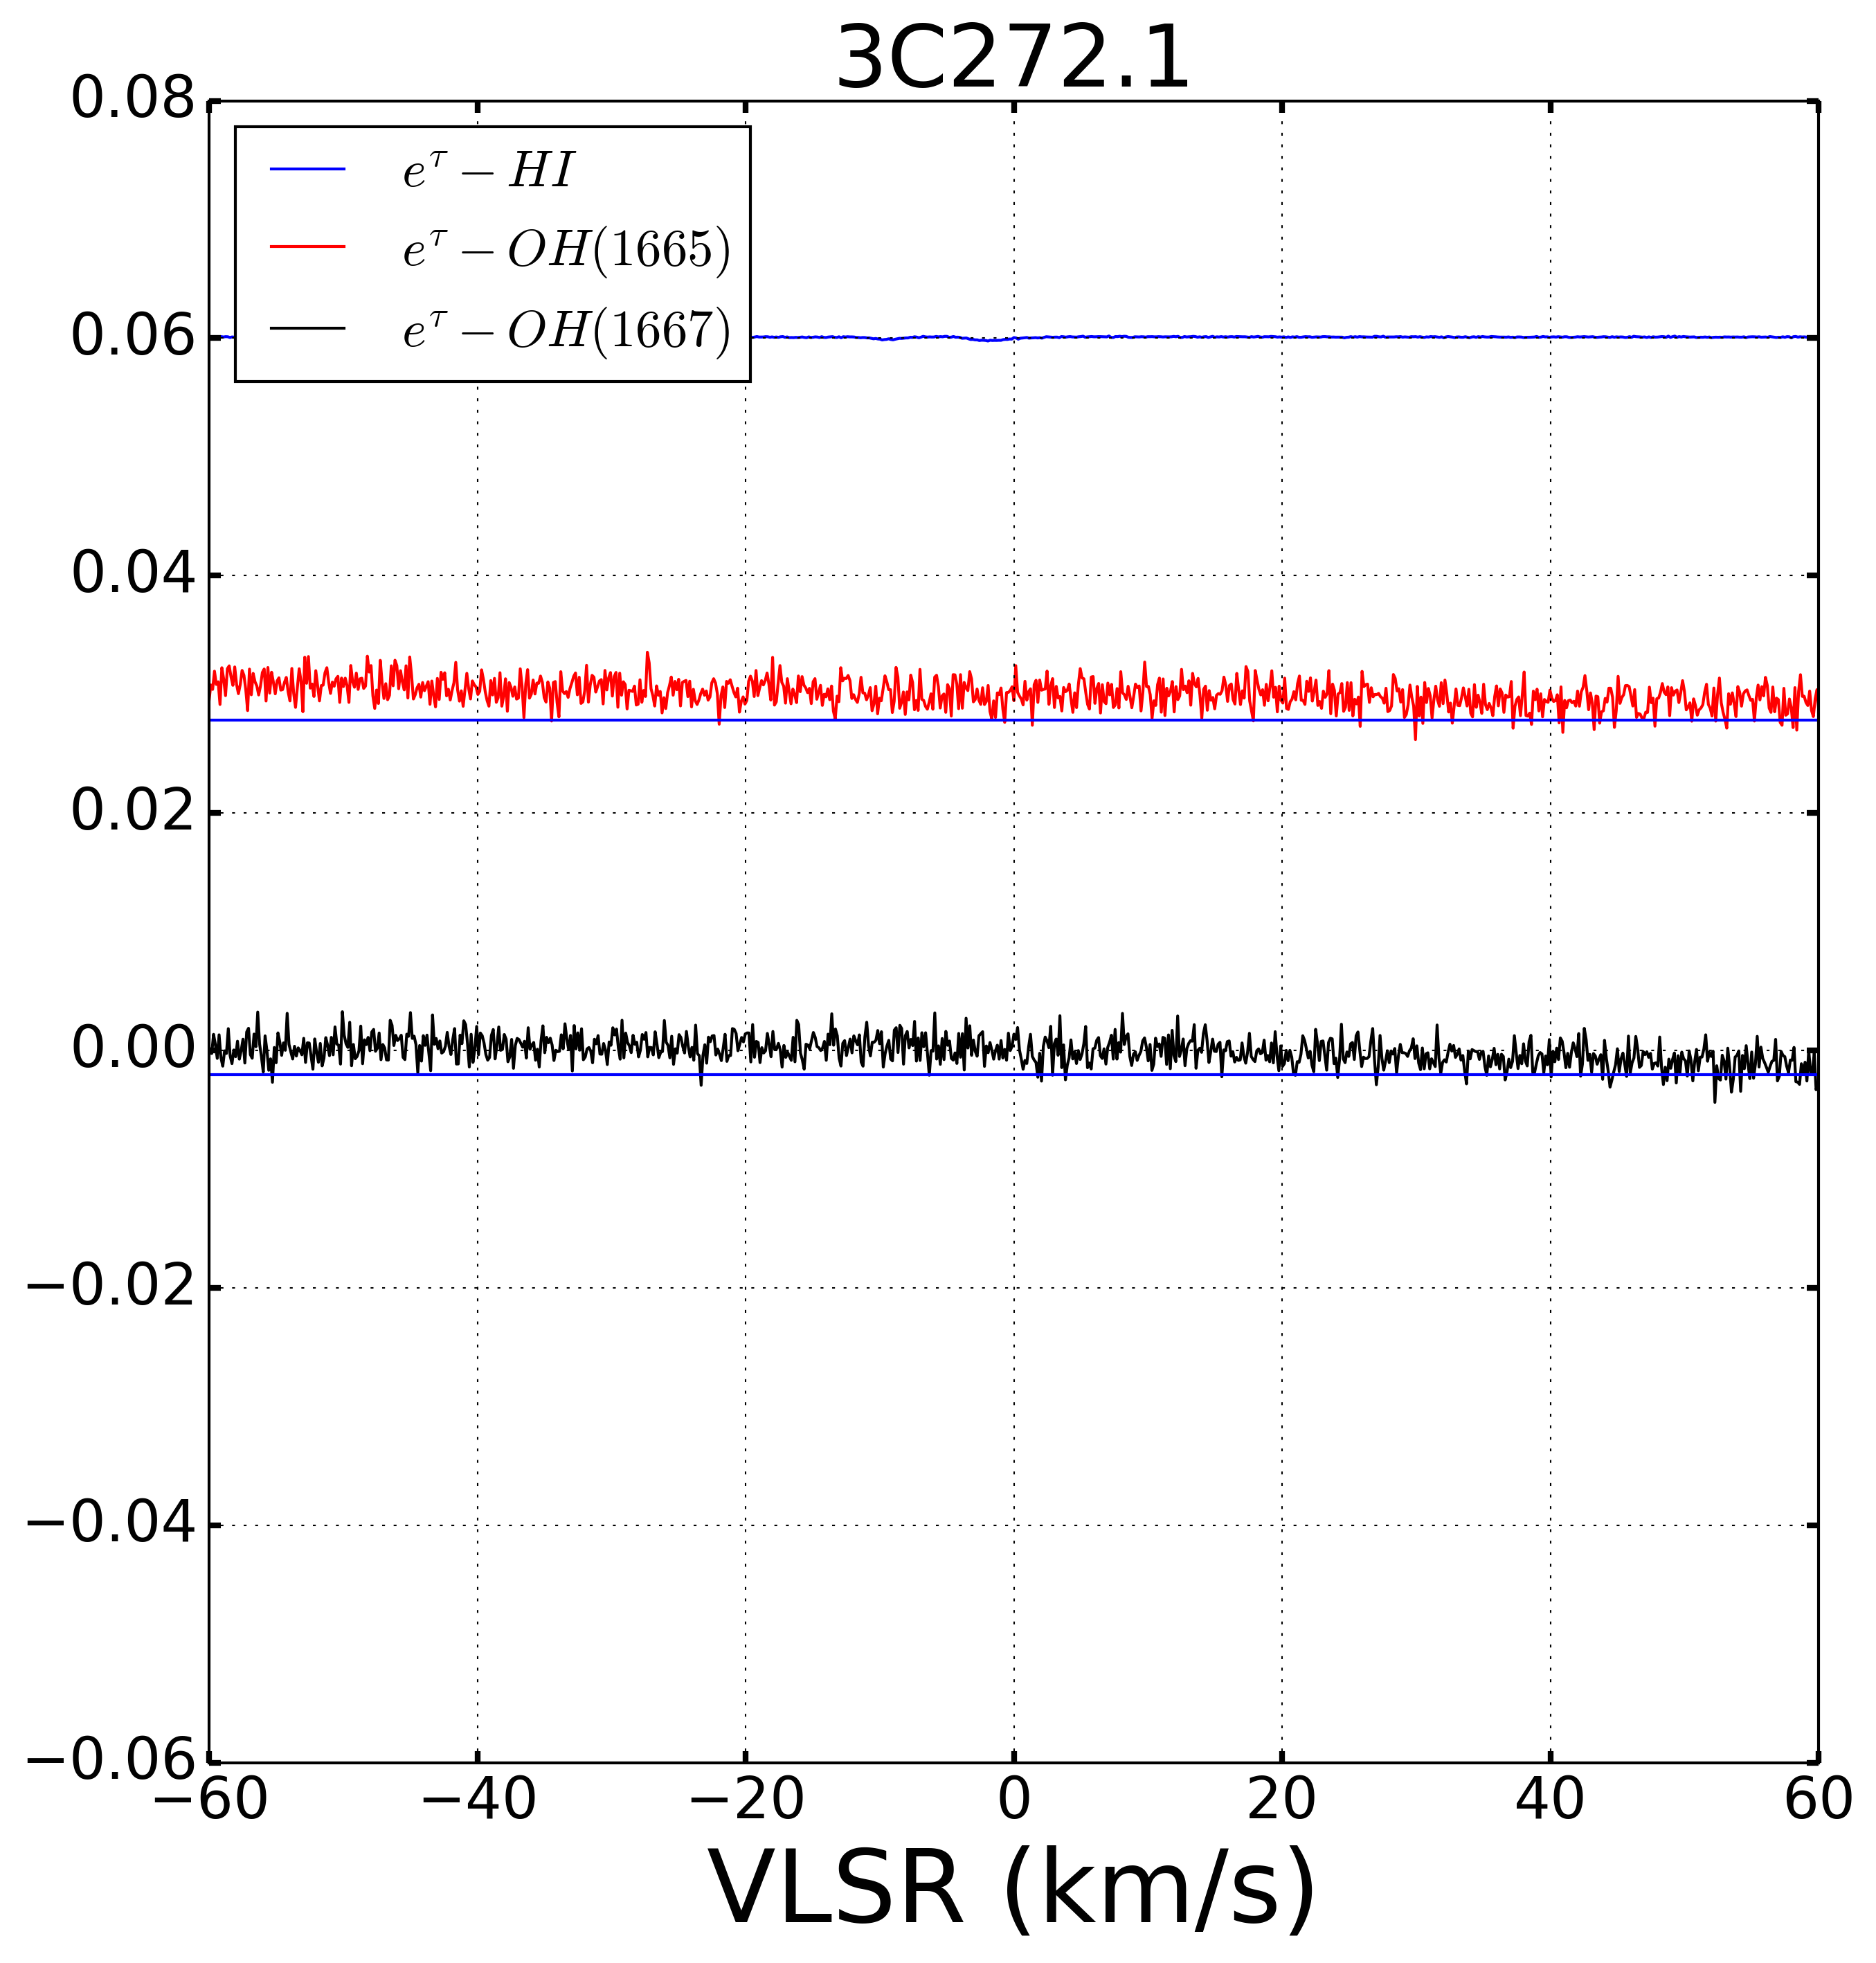 3C272.1
0.08
e^τ − HI
e^τ − OH(1665)
e^τ − OH(1667)
0.06
0.04
0.02
0.00
−0.02
−0.04
−0.06
−60 −40 −20 0 20 40 60
VLSR (km/s)